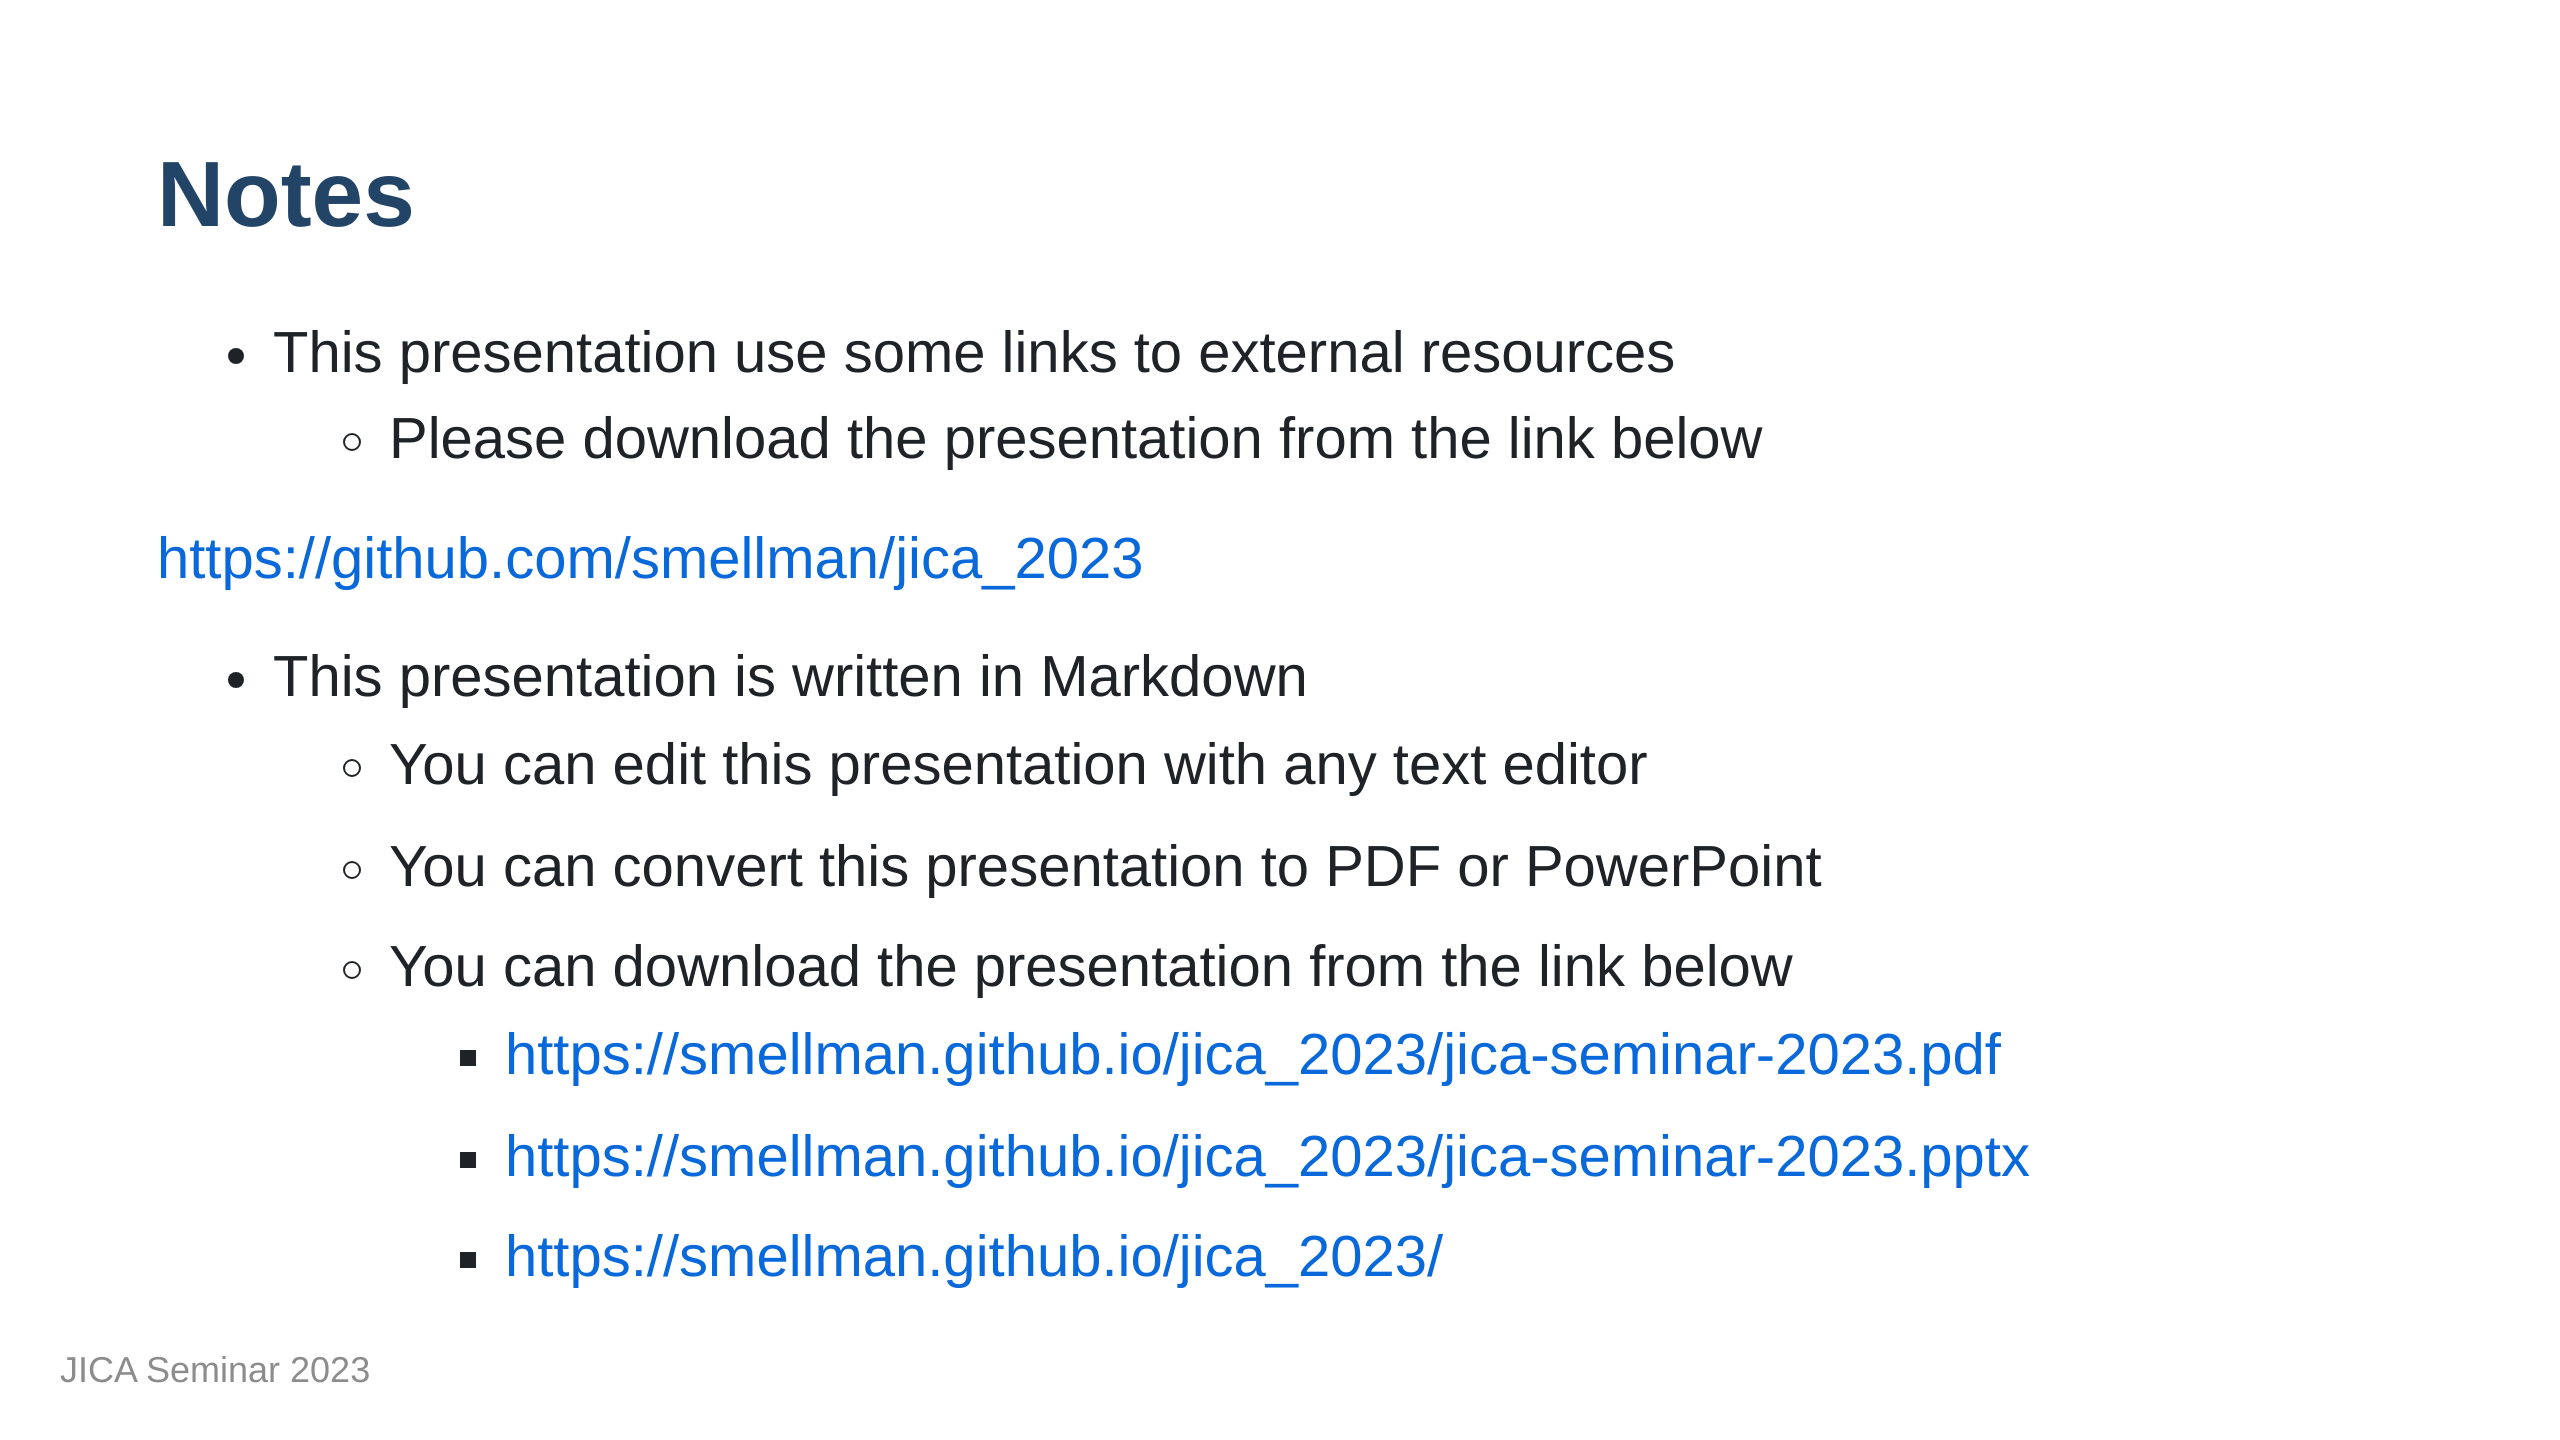 Notes
This presentation use some links to external resources
Please download the presentation from the link below
https://github.com/smellman/jica_2023
This presentation is written in Markdown
You can edit this presentation with any text editor
You can convert this presentation to PDF or PowerPoint
You can download the presentation from the link below
https://smellman.github.io/jica_2023/jica-seminar-2023.pdf
https://smellman.github.io/jica_2023/jica-seminar-2023.pptx
https://smellman.github.io/jica_2023/
JICA Seminar 2023